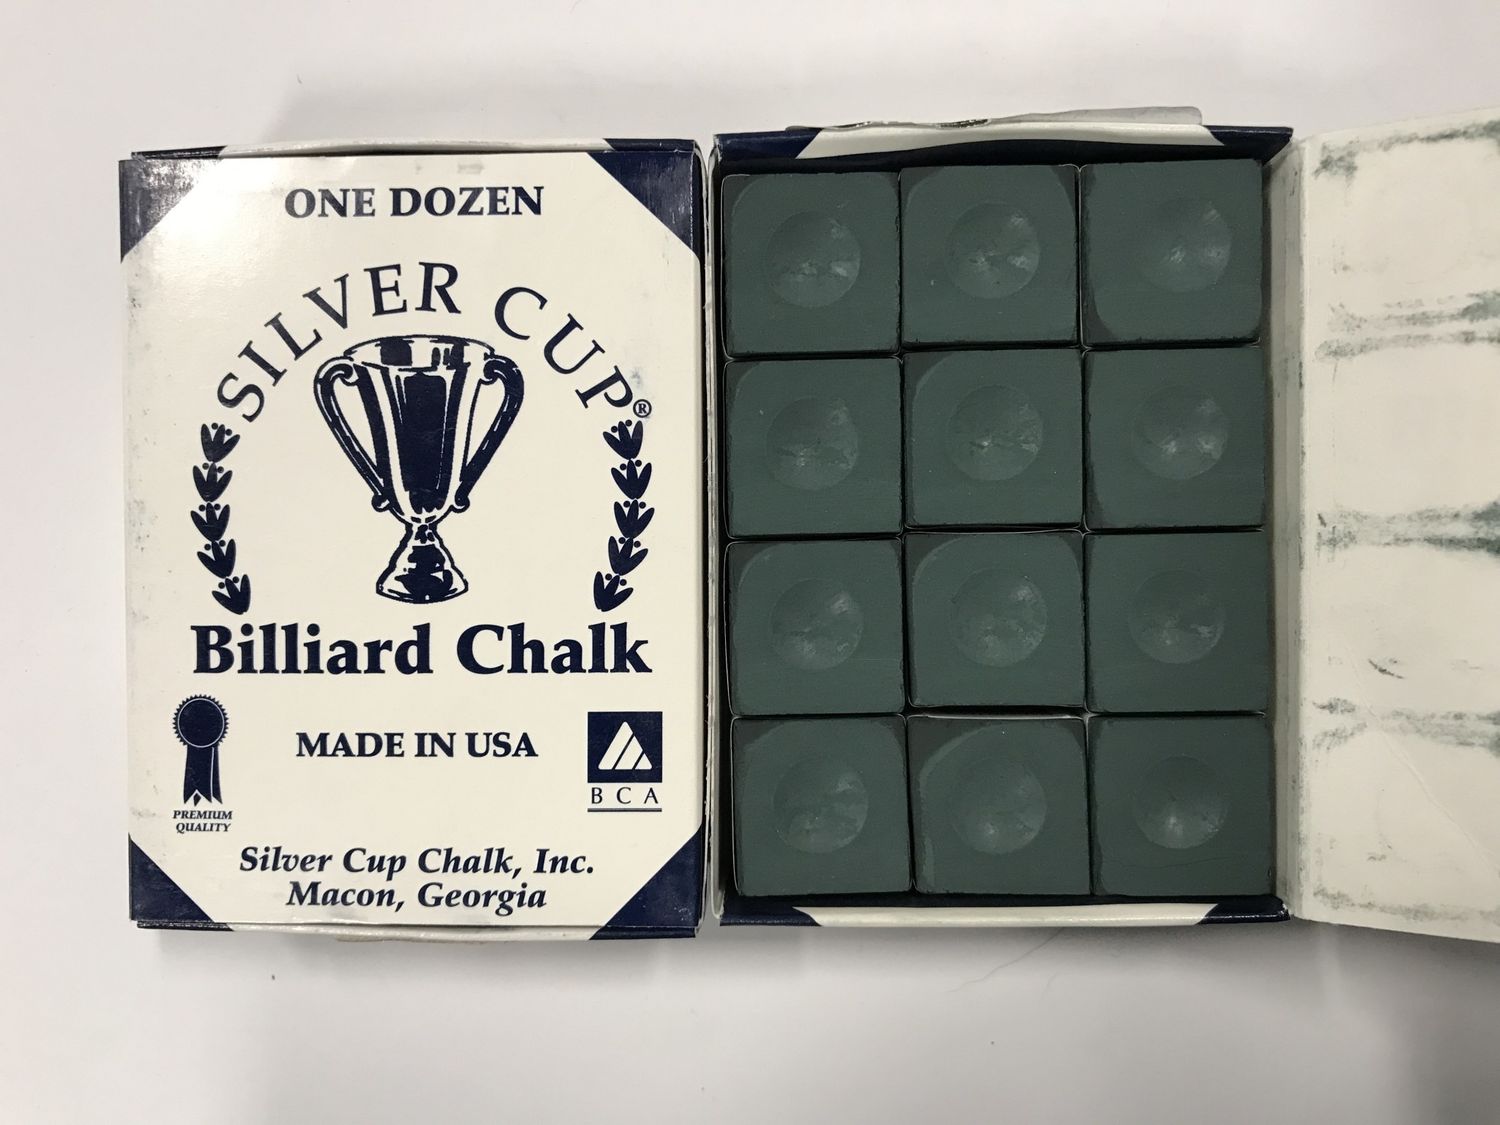 ONE DOZEN
SILVER CUP®
Billiard Chalk
MADE IN USA
PREMIUM
QUALITY
BCA
Silver Cup Chalk, Inc.
Macon, Georgia